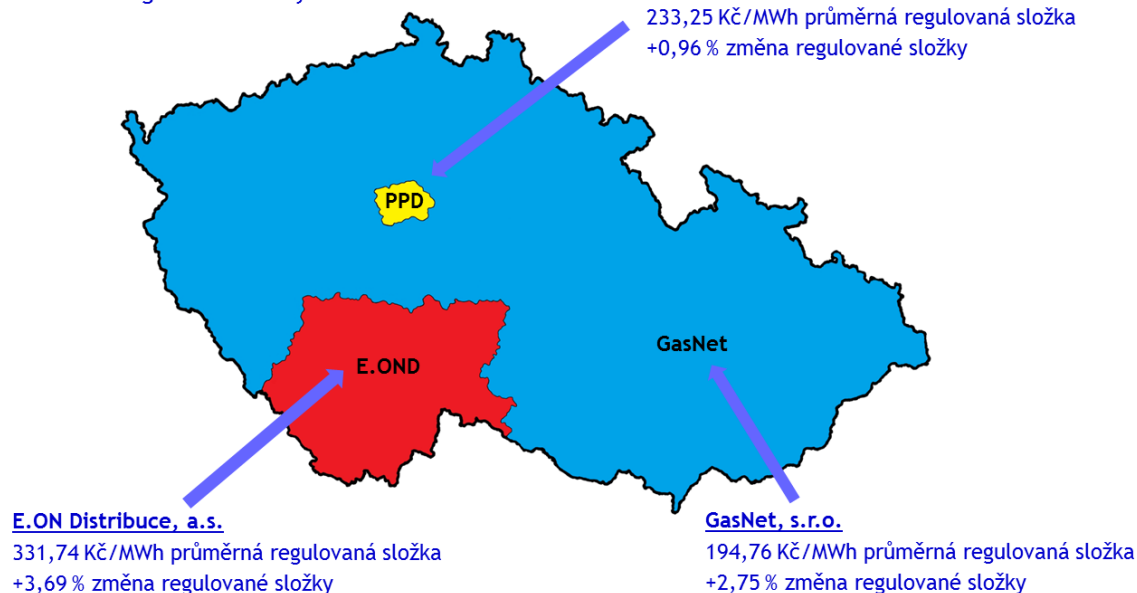 233,25 Kč/MWh průměrná regulovaná složka
+0,96 % změna regulované složky
PPD
GasNet
E.OND
E.ON Distribuce, a.s.
331,74 Kč/MWh průměrná regulovaná složka
+3,69 % změna regulované složky
GasNet, s.r.o.
194,76 Kč/MWh průměrná regulovaná složka
+2,75 % změna regulované složky